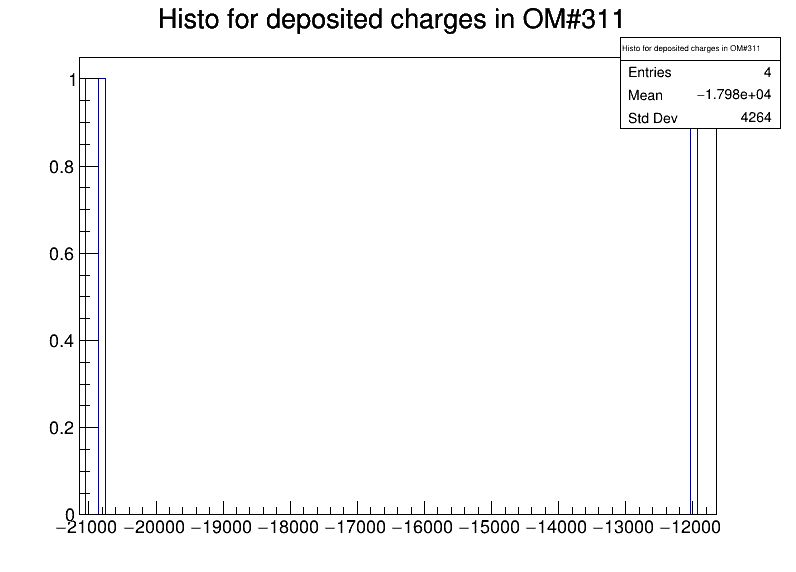 Histo for deposited charges in OM#311
Histo for deposited charges in OM#311
Entries 4
Mean −1.798e+04
Std Dev 4264
1
0.8
0.6
0.4
0.2
0
−21000 −20000 −19000 −18000 −17000 −16000 −15000 −14000 −13000 −12000